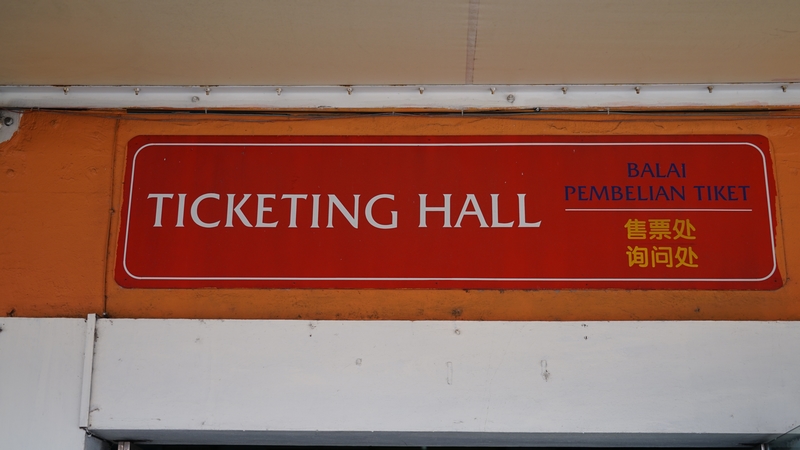 TICKETING HALL
BALAI
PEMBELIAN TIKET
售票处
询问处